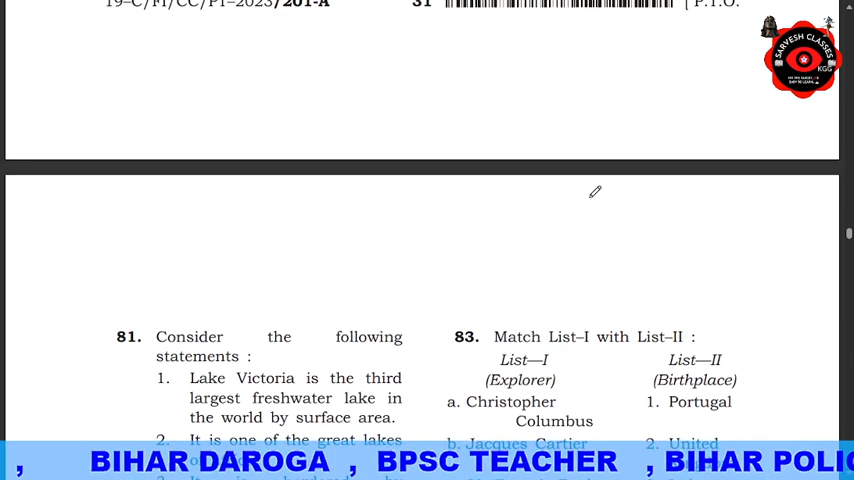 19–C/FI/CC/PT–2023/201-A 31 [ P.T.O.
SARVESH CLASSES
KGG
81. Consider the following
statements :
1. Lake Victoria is the third
largest freshwater lake in
the world by surface area.
2. It is one of the great lakes
83. Match List–I with List–II :
List—I List—II
(Explorer) (Birthplace)
a. Christopher 1. Portugal
Columbus
b. Jacques Cartier 2. United
, BIHAR DAROGA , BPSC TEACHER , BIHAR POLIC